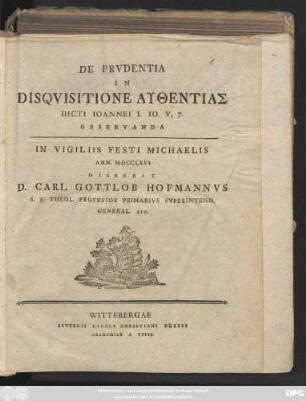 DE PRVDENTIA
IN
DISQVISITIONE ΑΥΘΕΝΤΙΑΣ
DICTI IOANNEI I. IO. V, 7.
OBSERVANDA
IN VIGILIIS FESTI MICHAELIS
ANN. MDCCLXVI
DISSERIT
D. CARL GOTTLOB HOFMANNVS
S. S. THEOL. PROFESSOR PRIMARIVS SVPERINTEND.
GENERAL. ETC.
WITTEBERGAE
LITTERIS CAROLI CHRISTIANI DÜRRII
ACADEMIAE A TYPIS.